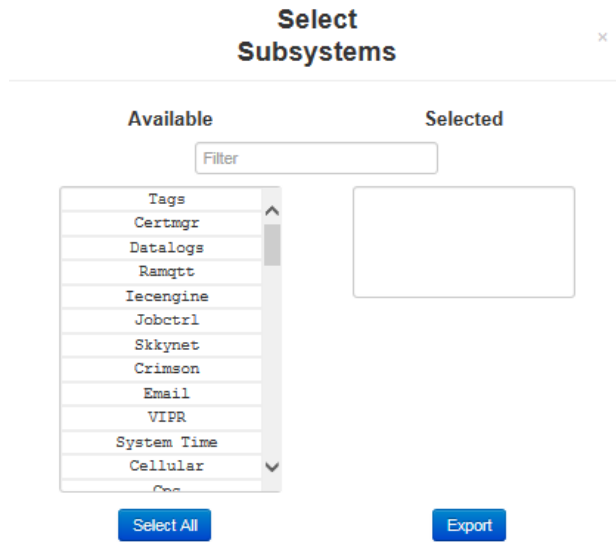 Select
Subsystems
×
Available
Selected
Filter
Tags
Certmgr
Datalogs
Ramqtt
Iecengine
Jobctrl
Skkynet
Crimson
Email
VIPR
System Time
Cellular
Select All
Export